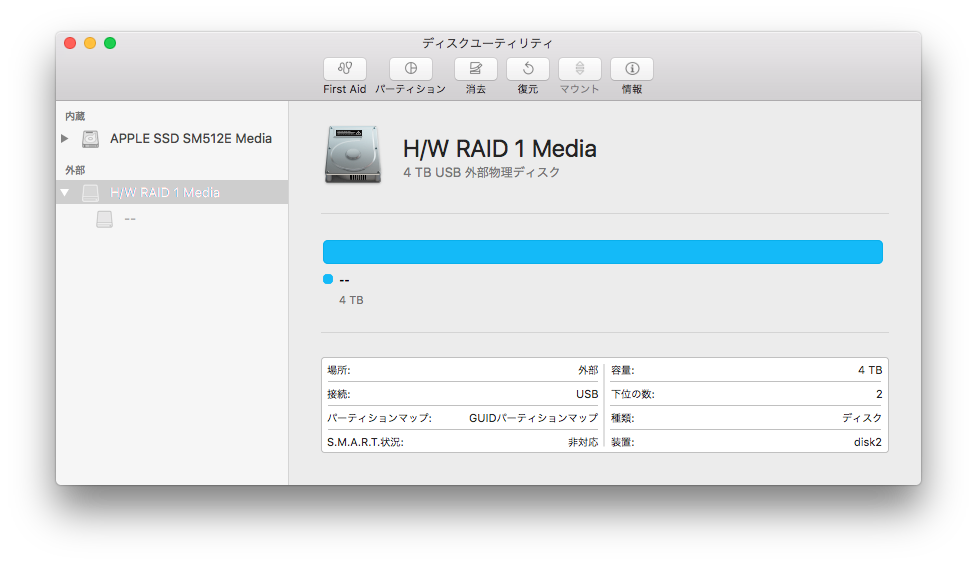 ディスクユーティリティ
First Aid パーティション 消去 復元 マウント 情報
内蔵
APPLE SSD SM512E Media
外部
H/W RAID 1 Media
--
H/W RAID 1 Media
4 TB USB 外部物理ディスク
--
4 TB
場所: 外部 容量: 4 TB
接続: USB 下位の数: 2
パーティションマップ: GUIDパーティションマップ 種類: ディスク
S.M.A.R.T.状況: 非対応 装置: disk2